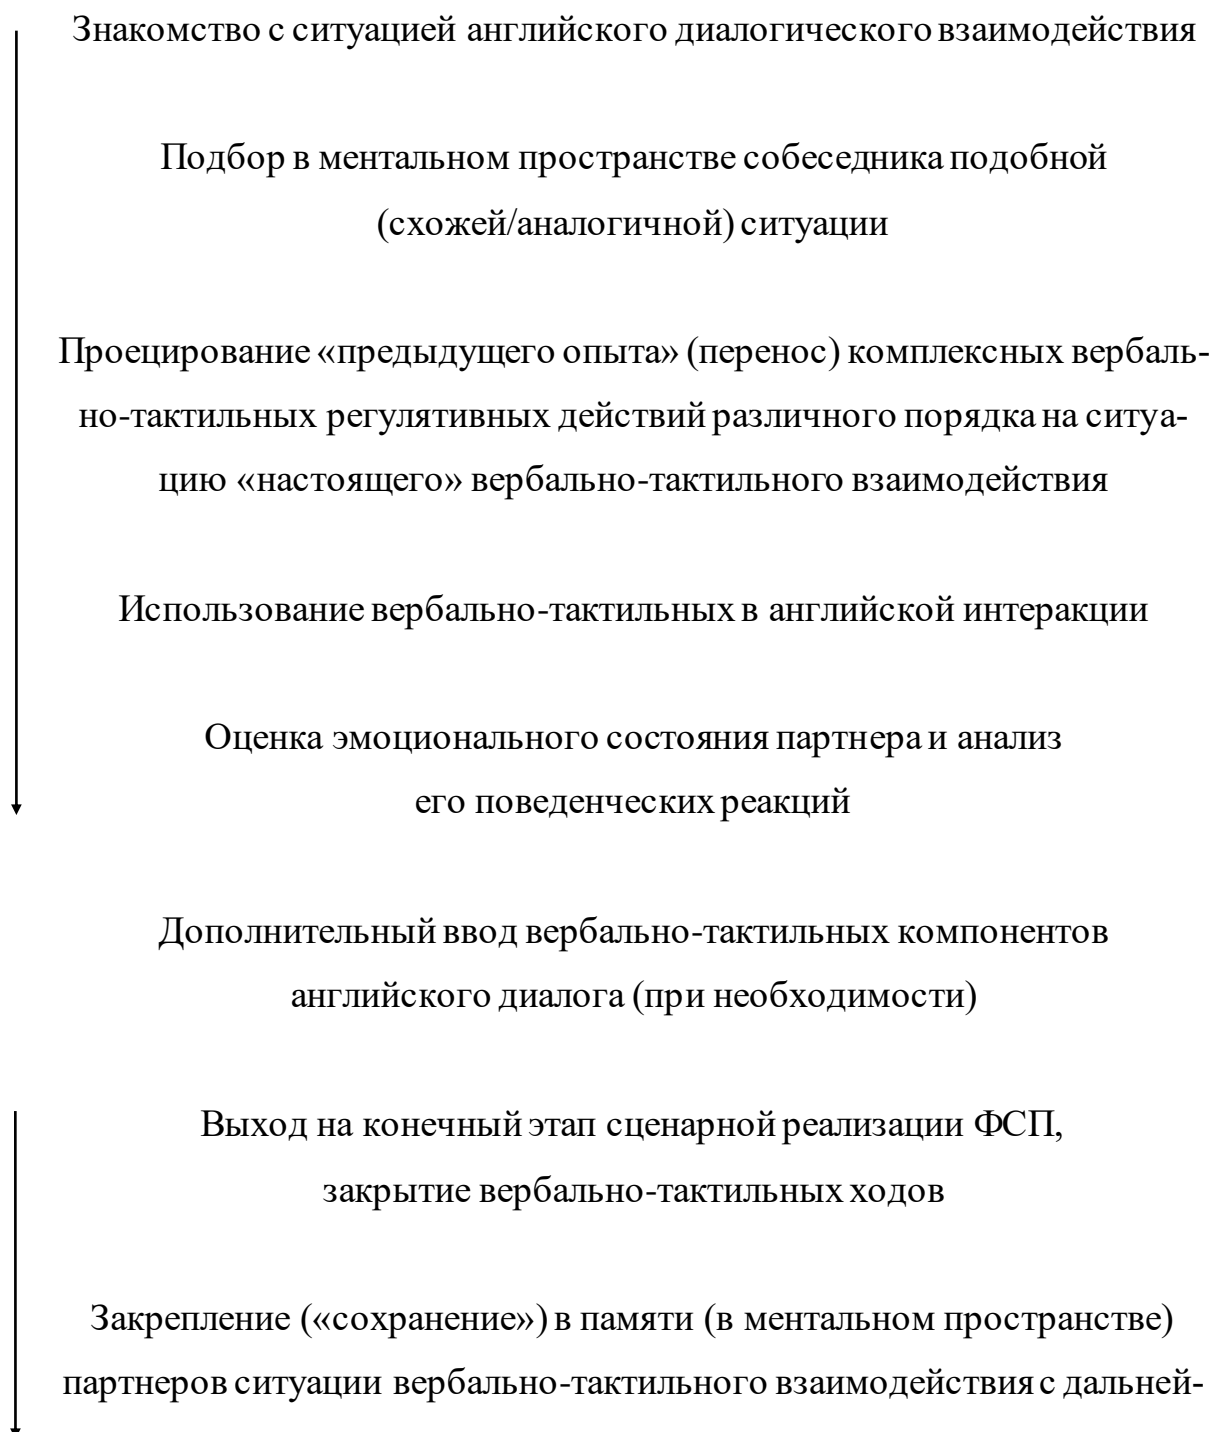 Знакомство с ситуацией английского диалогического взаимодействия
Подбор в ментальном пространстве собеседника подобной
(схожей/аналогичной) ситуации
Проецирование «предыдущего опыта» (перенос) комплексных вербаль-
но-тактильных регулятивных действий различного порядка на ситуа-
цию «настоящего» вербально-тактильного взаимодействия
Использование вербально-тактильных в английской интеракции
Оценка эмоционального состояния партнера и анализ
его поведенческих реакций
Дополнительный ввод вербально-тактильных компонентов
английского диалога (при необходимости)
Выход на конечный этап сценарной реализации ФСП,
закрытие вербально-тактильных ходов
Закрепление («сохранение») в памяти (в ментальном пространстве)
партнеров ситуации вербально-тактильного взаимодействия с дальней-